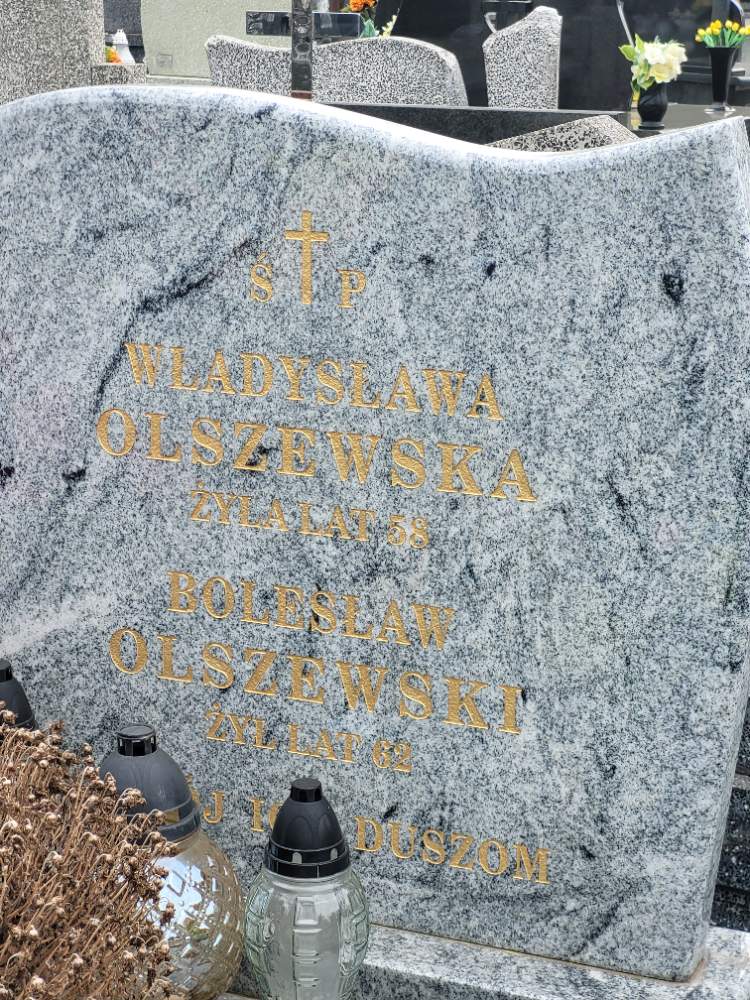 Ś P
WŁADYSŁAWA
OLSZEWSKA
ŻYŁA LAT 58
BOLESŁAW
OLSZEWSKI
ŻYŁ LAT 62
DUSZOM